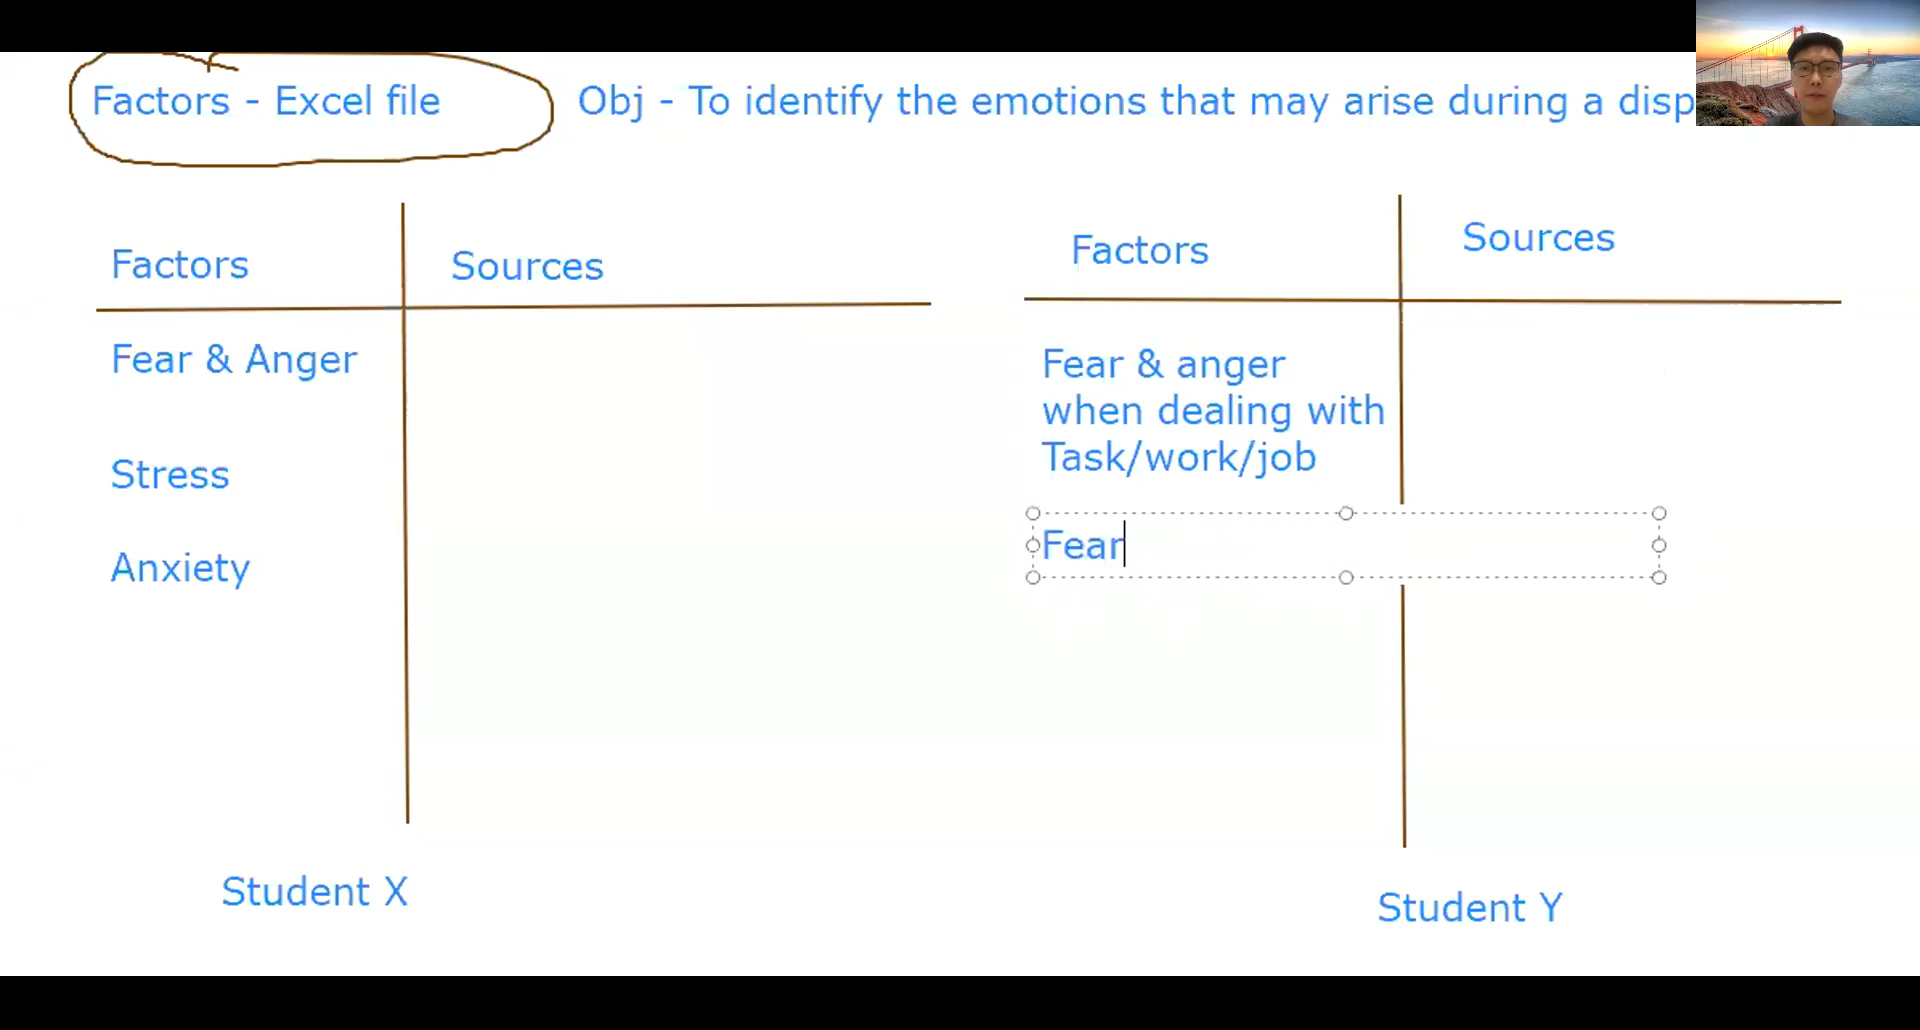 Factors - Excel file
Obj - To identify the emotions that may arise during a disp
Factors
Sources
Fear & Anger
Stress
Anxiety
Student X
Factors
Sources
Fear & anger
when dealing with
Task/work/job
Fear
Student Y